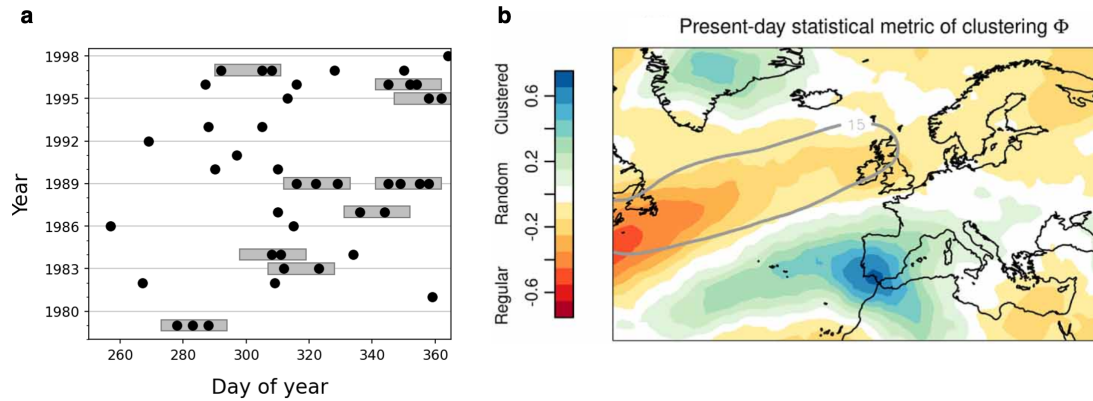 a
1998
1995
1992
1989
1986
1983
1980
Year
260 280 300 320 340 360
Day of year
b
Present-day statistical metric of clustering Φ
Clustered
Random
Regular
0.6
0.2
-0.2
-0.6
15